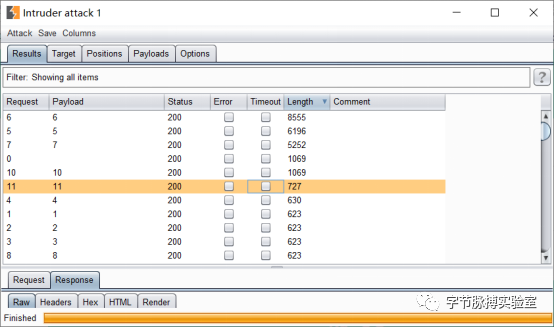 Intruder attack 1
Attack Save Columns
Results Target Positions Payloads Options
Filter: Showing all items ?
Request Payload Status Error Timeout Length Comment
6 6 200 8555
5 5 200 6196
7 7 200 5252
0 200 1069
10 10 200 1069
11 11 200 727
4 4 200 630
1 1 200 623
2 2 200 623
3 3 200 623
8 8 200 623
Request Response
Raw Headers Hex HTML Render
字节脉搏实验室
Finished